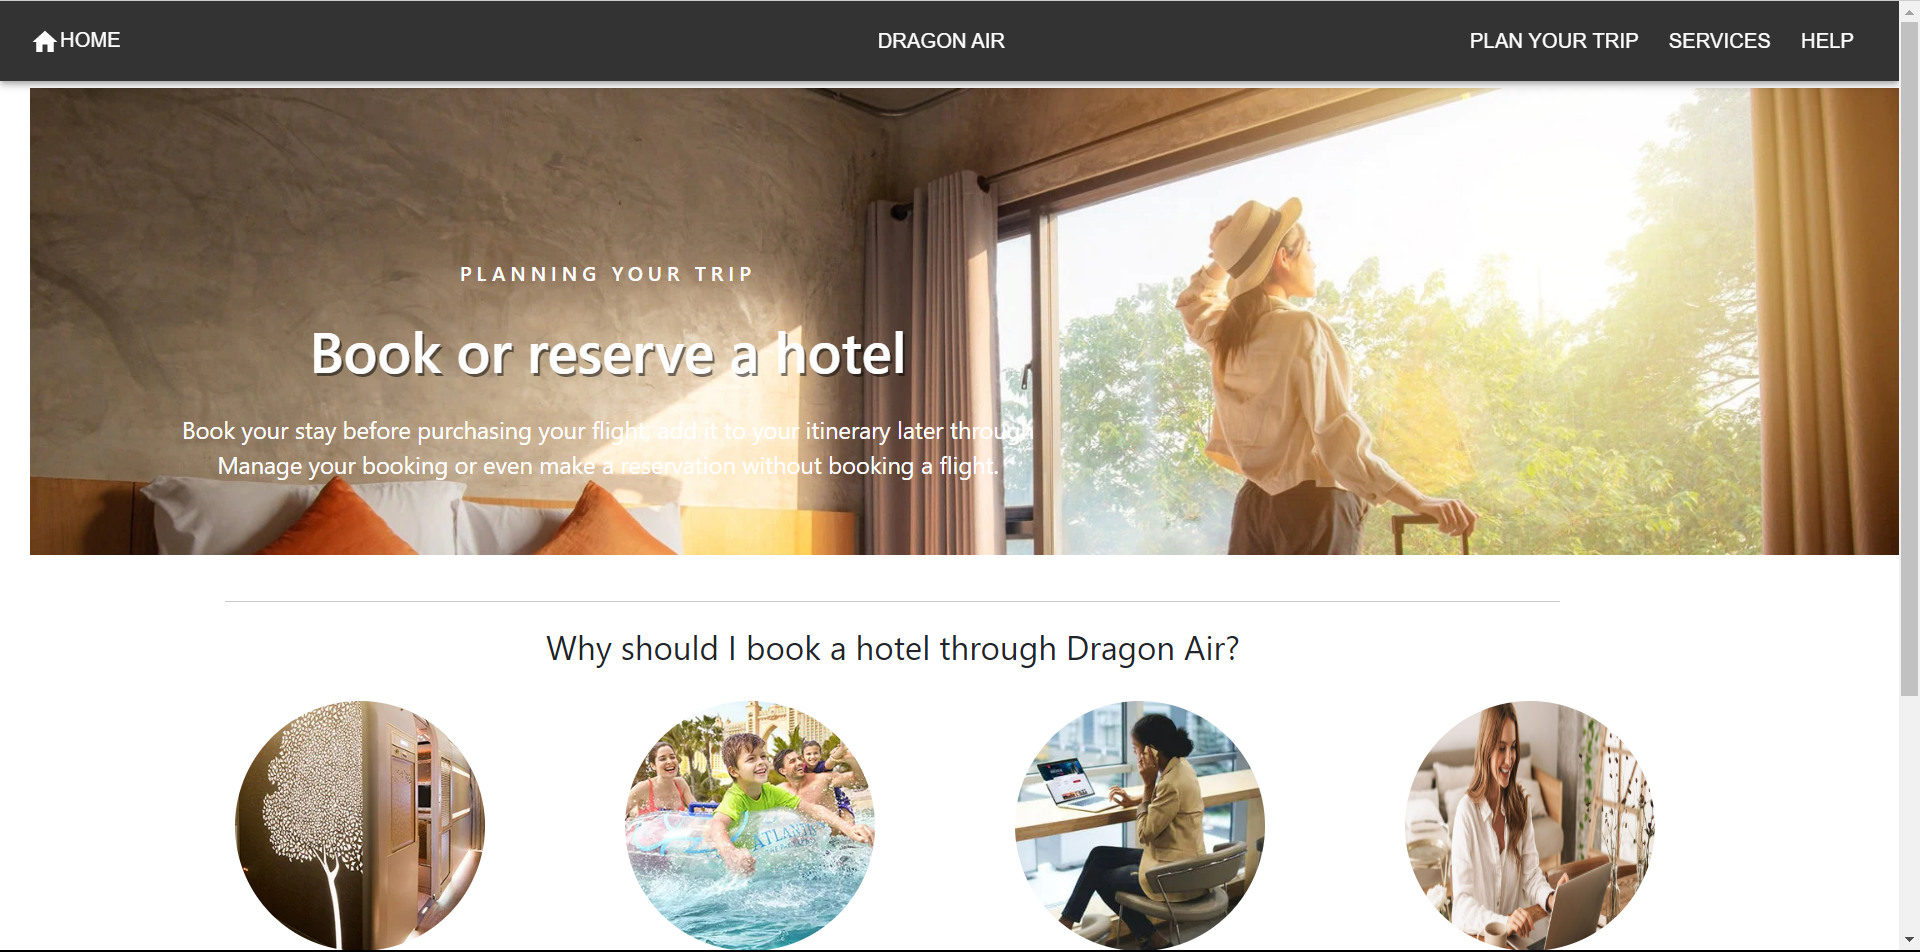 HOME
DRAGON AIR
PLAN YOUR TRIP
SERVICES
HELP
PLANNING YOUR TRIP
Book or reserve a hotel
Book your stay before purchasing your flight, add it to your itinerary later through
Manage your booking or even make a reservation without booking a flight.
Why should I book a hotel through Dragon Air?
ATLANTIS